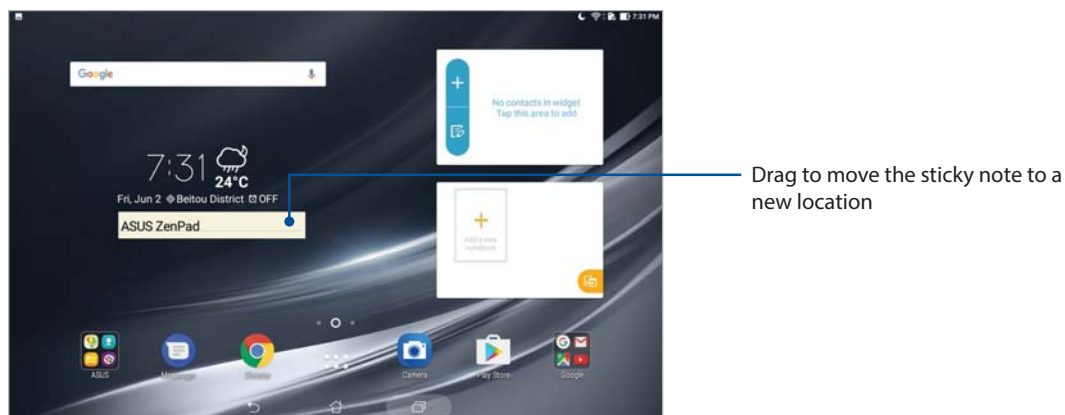 7:31 PM
Google
No contacts in widget
Tap this area to add
7:31
24°C
Fri, Jun 2 Beitou District OFF
ASUS ZenPad
Add a new
notebook
Drag to move the sticky note to a
new location
ASUS
Messenger
Chrome
Camera
Play Store
Google